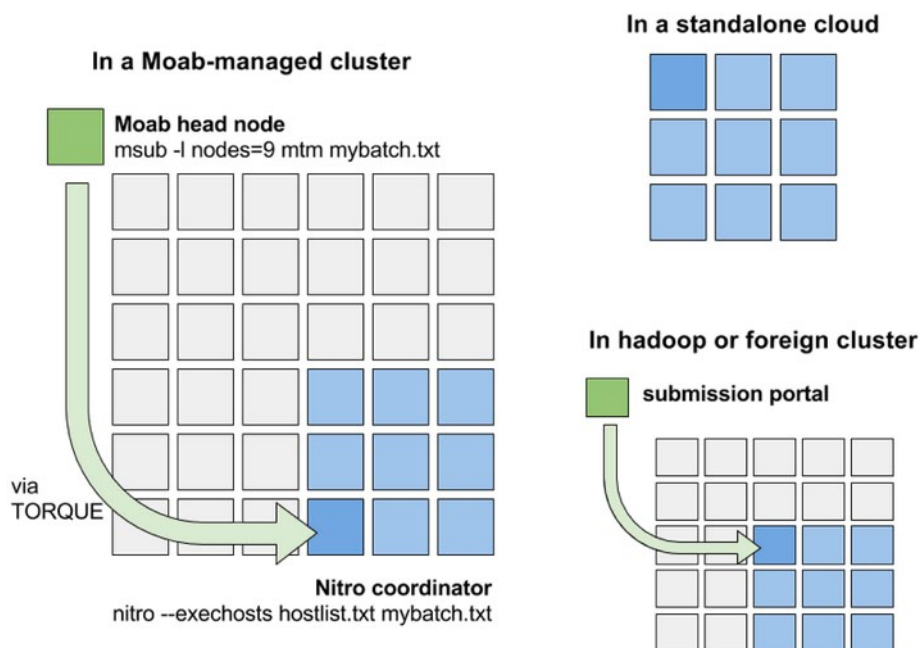 In a Moab-managed cluster
Moab head node
msub -l nodes=9 mtm mybatch.txt
via
TORQUE
Nitro coordinator
nitro --exechosts hostlist.txt mybatch.txt
In a standalone cloud
In hadoop or foreign cluster
submission portal